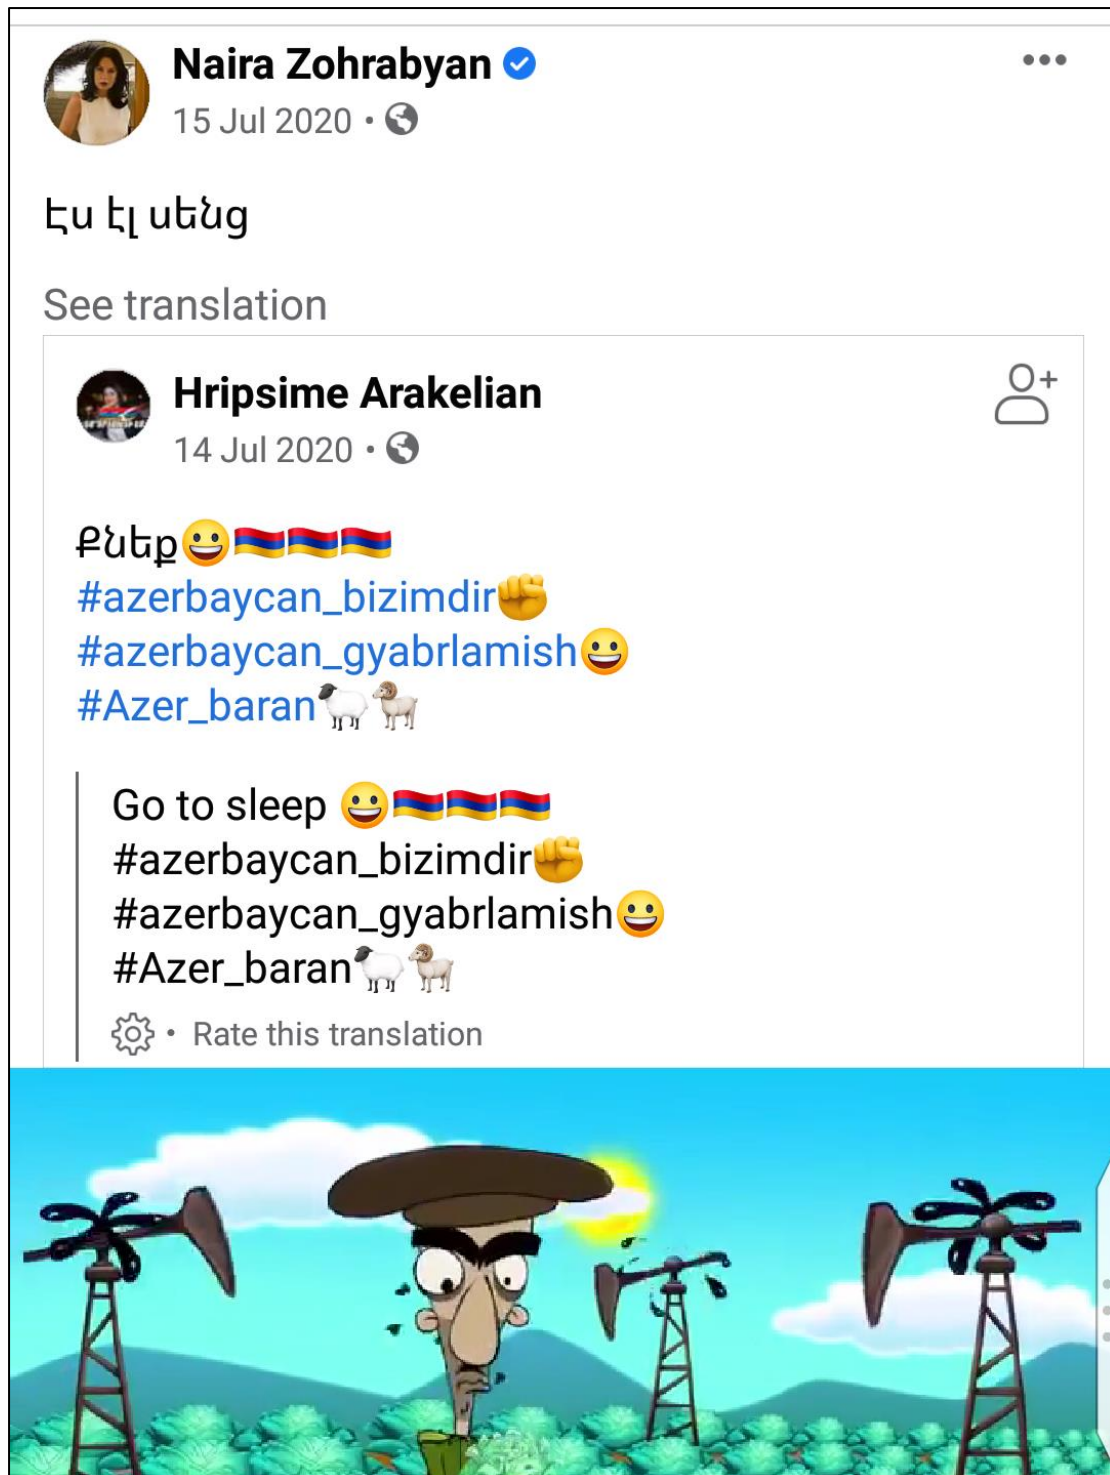 Naira Zohrabyan
15 Jul 2020 •
Էս էլ սենց
See translation
Hripsime Arakelian
14 Jul 2020 •
Քնեք😀🇦🇲🇦🇲🇦🇲
#azerbaycan_bizimdir✊
#azerbaycan_gyabrlamish😀
#Azer_baran🐑🐏
Go to sleep 😀🇦🇲🇦🇲🇦🇲
#azerbaycan_bizimdir✊
#azerbaycan_gyabrlamish😀
#Azer_baran🐑🐏
• Rate this translation